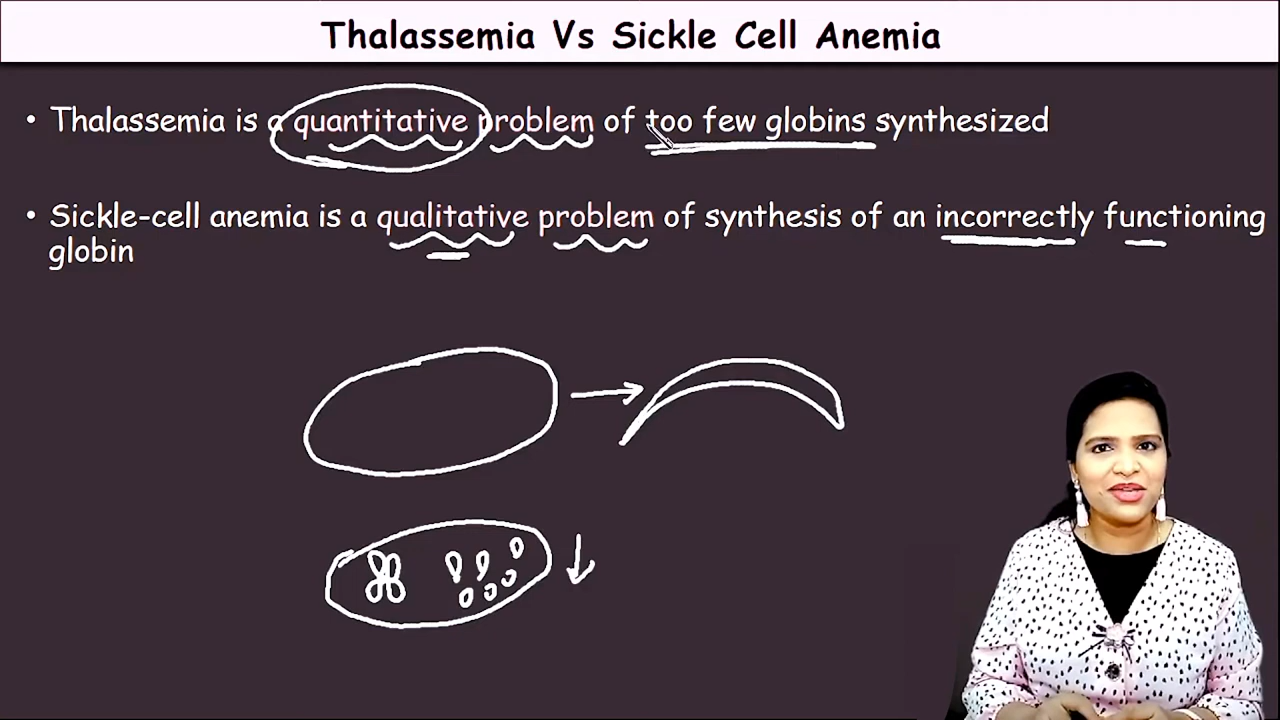 Thalassemia Vs Sickle Cell Anemia
• Thalassemia is a quantitative problem of too few globins synthesized
• Sickle-cell anemia is a qualitative problem of synthesis of an incorrectly functioning
globin